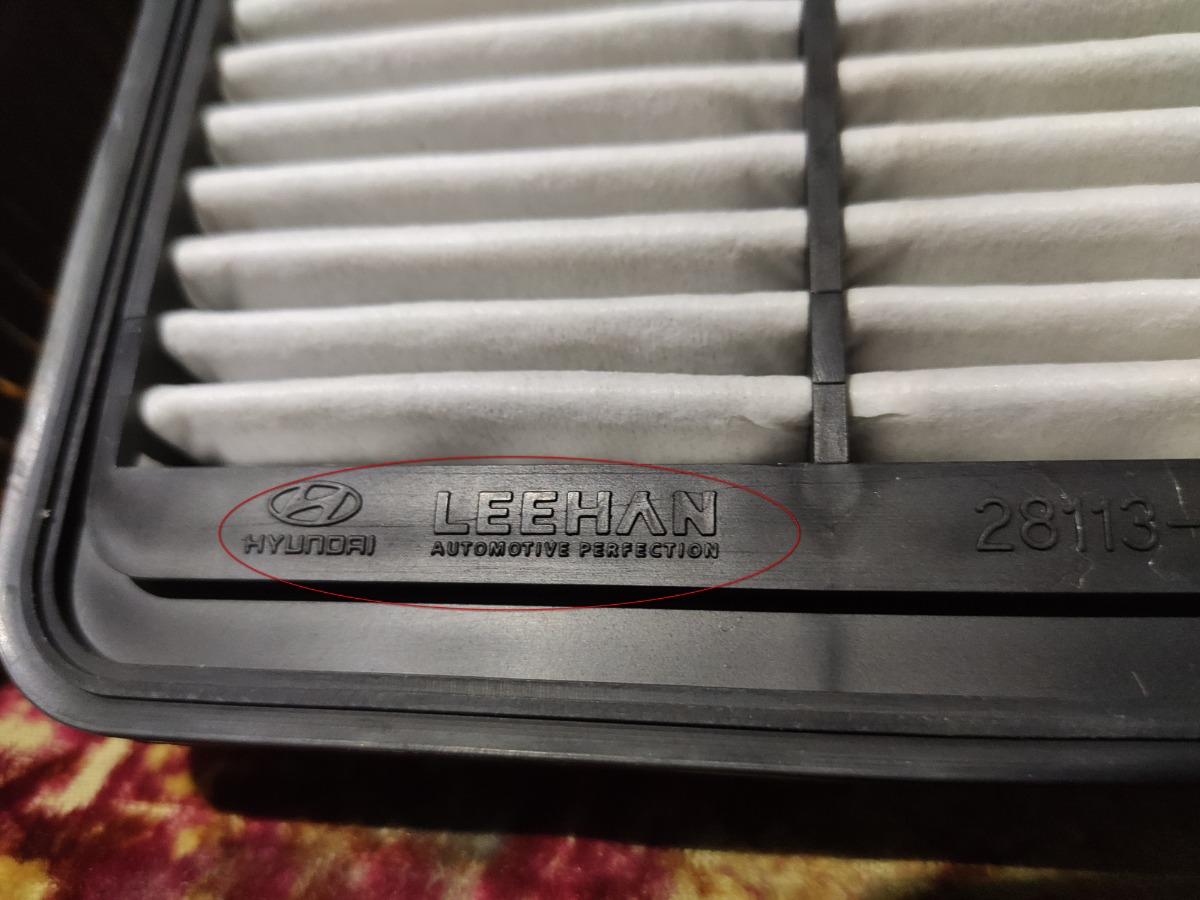 HYUNDAI
LEEHAN
AUTOMOTIVE PERFECTION
28113-